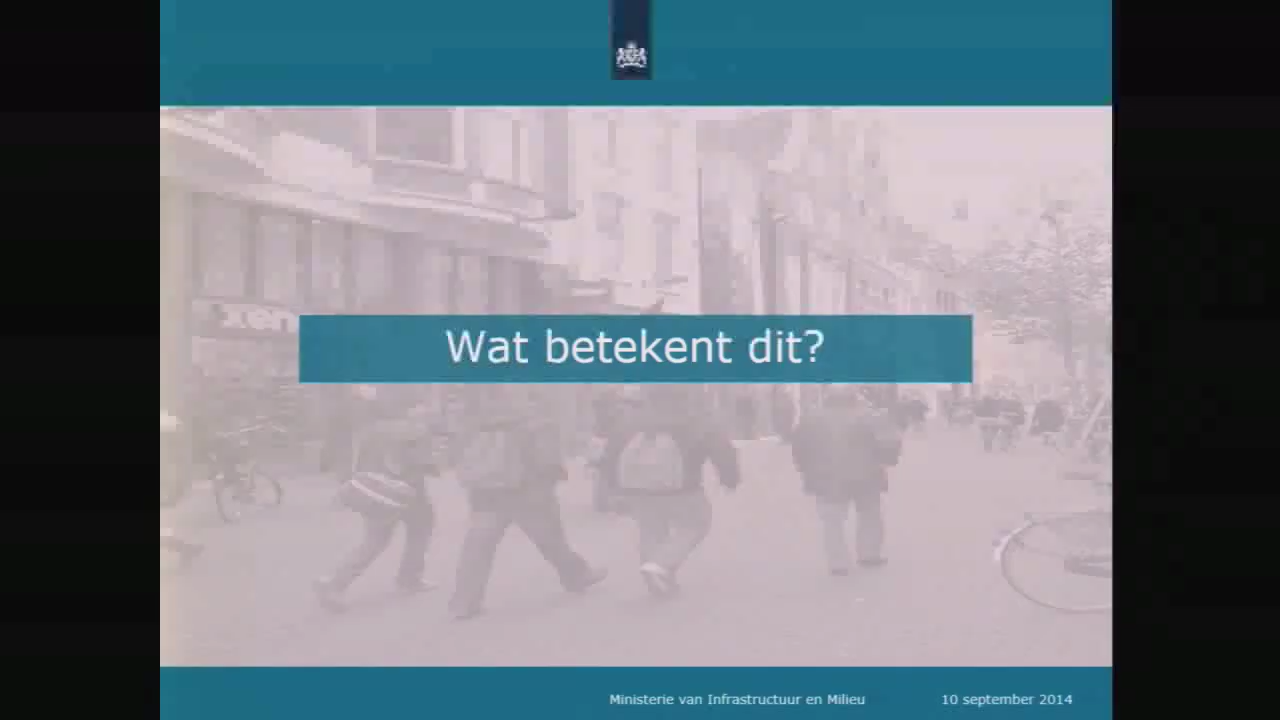 Wat betekent dit?
Ministerie van Infrastructuur en Milieu
10 september 2014